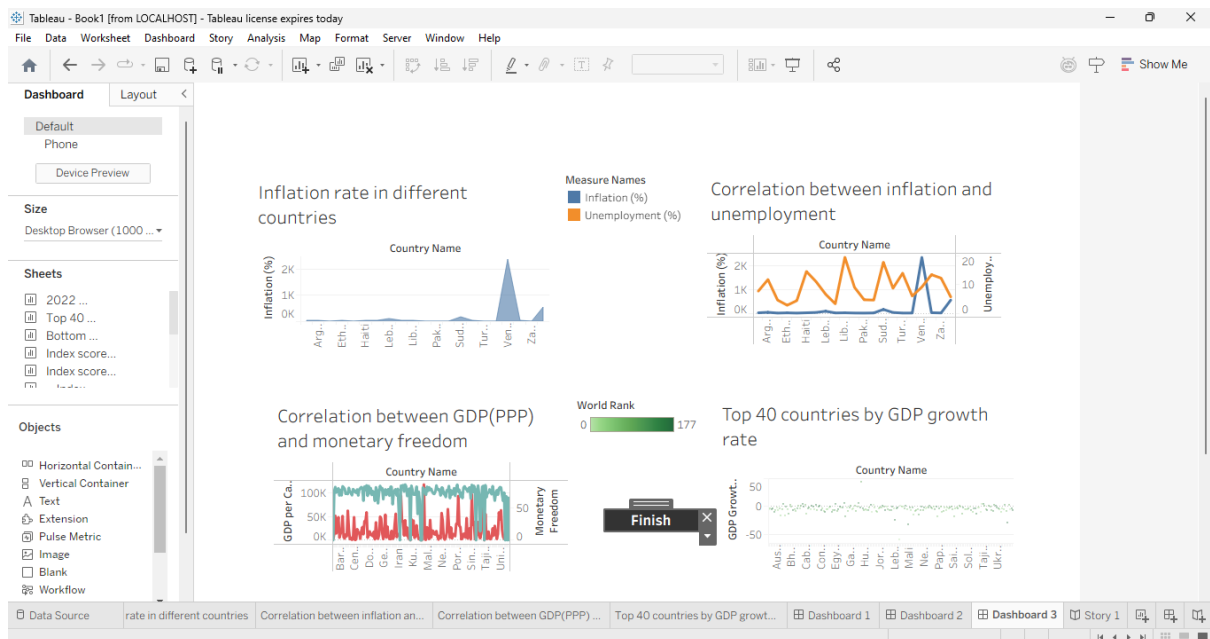 Tableau - Book1 [from LOCALHOST] - Tableau license expires today
File Data Worksheet Dashboard Story Analysis Map Format Server Window Help
Show Me
Dashboard Layout
Default
Phone
Device Preview
Size
Desktop Browser (1000 ...
Sheets
2022 ...
Top 40 ...
Bottom ...
Index score...
Index score...
Objects
Horizontal Contain...
Vertical Container
Text
Extension
Pulse Metric
Image
Blank
Workflow
Inflation rate in different
countries
Country Name
Inflation (%)
2K
1K
0K
Arg.. Eth.. Haiti Leb.. Lib.. Pak.. Sud.. Tur.. Ven.. Za..
Measure Names
Inflation (%)
Unemployment (%)
Correlation between inflation and
unemployment
Country Name
Inflation (%)
2K
1K
0K
20
10
0
Unemploy..
Arg.. Eth.. Haiti Leb.. Lib.. Pak.. Sud.. Tur.. Ven.. Za..
Correlation between GDP(PPP)
and monetary freedom
Country Name
GDP per Ca..
100K
50K
0K
50
0
Monetary
Freedom
Bar.. Cen.. Do.. Ge.. Iran Ku.. Mal.. Ne.. Por.. Sin.. Taji.. Uni..
World Rank
0 177
Finish
Top 40 countries by GDP growth
rate
Country Name
GDP Growt..
50
0
-50
Aus.. Bh.. Cab.. Con.. Egy.. Ga.. Hu.. Jor.. Leb.. Mali Ne.. Pap.. Sai.. Sol.. Taji.. Ukr..
Data Source rate in different countries Correlation between inflation an... Correlation between GDP(PPP) ... Top 40 countries by GDP growt... Dashboard 1 Dashboard 2 Dashboard 3 Story 1